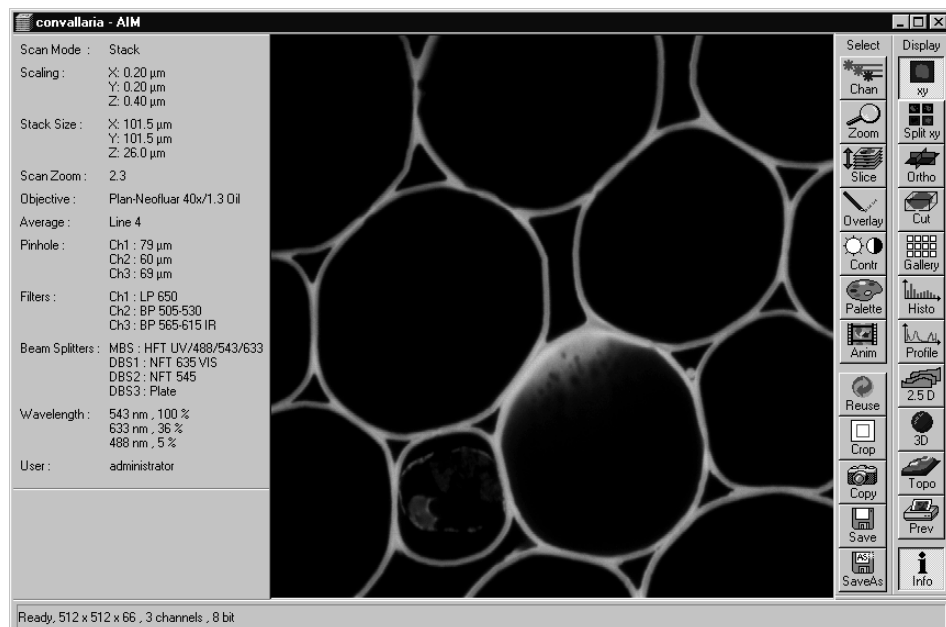 convallaria - AIM
Scan Mode : Stack
Scaling : X: 0.20 µm
Y: 0.20 µm
Z: 0.40 µm
Stack Size : X: 101.5 µm
Y: 101.5 µm
Z: 26.0 µm
Scan Zoom : 2.3
Objective : Plan-Neofluar 40x/1.3 Oil
Average : Line 4
Pinhole : Ch1 : 79 µm
Ch2 : 60 µm
Ch3 : 69 µm
Filters : Ch1 : LP 650
Ch2 : BP 505-530
Ch3 : BP 565-615 IR
Beam Splitters : MBS : HFT UV/488/543/633
DBS1 : NFT 635 VIS
DBS2 : NFT 545
DBS3 : Plate
Wavelength : 543 nm , 100 %
633 nm , 36 %
488 nm , 5 %
User : administrator
Select
Chan
Zoom
Slice
Overlay
Contr
Palette
Anim
Reuse
Crop
Copy
Save
AS:
SaveAs
Display
xy
Split xy
Ortho
Cut
Gallery
Histo
Profile
2.5 D
3D
Topo
Prev
Info
Ready, 512 x 512 x 66 , 3 channels , 8 bit